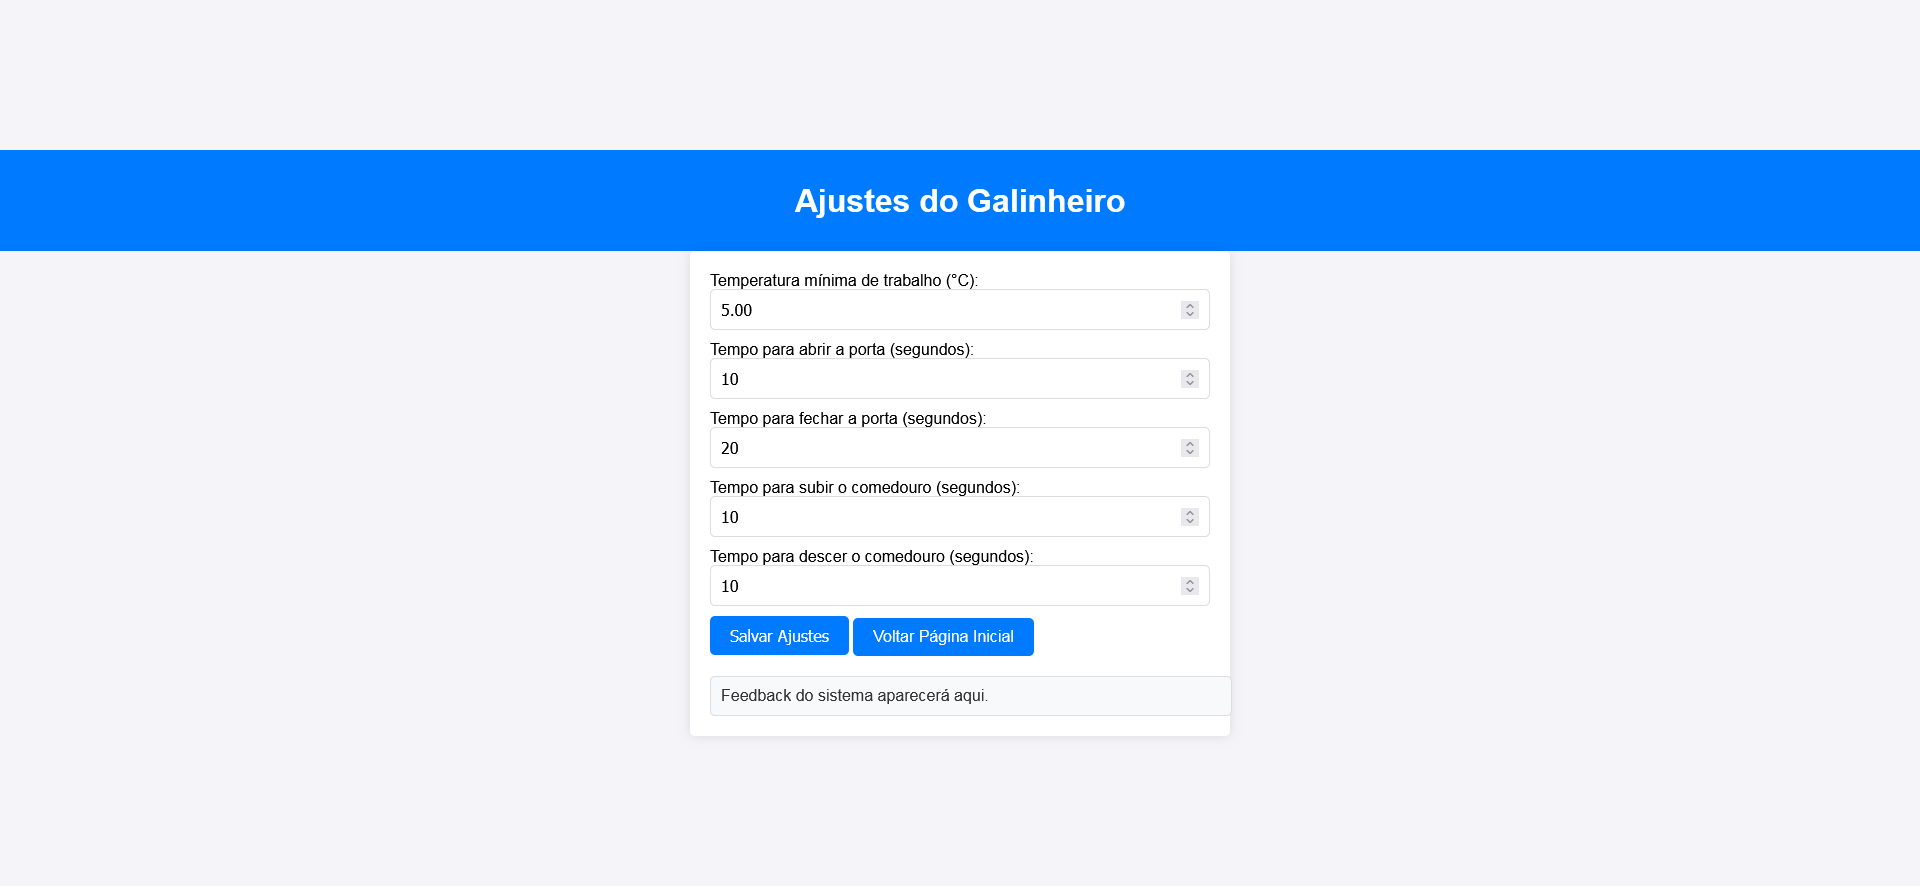 Ajustes do Galinheiro
Temperatura mínima de trabalho (°C):
5.00
Tempo para abrir a porta (segundos):
10
Tempo para fechar a porta (segundos):
20
Tempo para subir o comedouro (segundos):
10
Tempo para descer o comedouro (segundos):
10
Salvar Ajustes Voltar Página Inicial
Feedback do sistema aparecerá aqui.